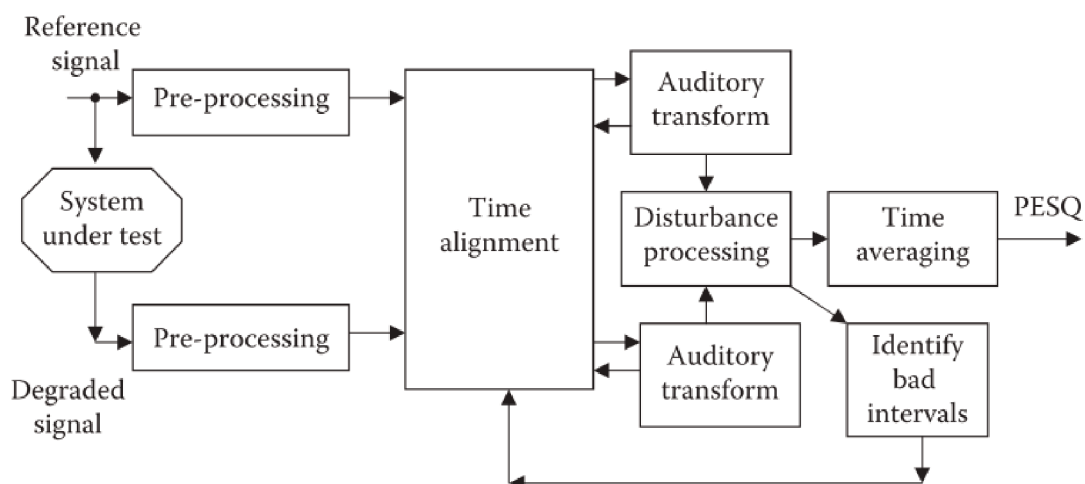 Reference
signal
Pre-processing
Auditory
transform
System
under test
Time
alignment
Disturbance
processing
Time
averaging
PESQ
Pre-processing
Degraded
signal
Auditory
transform
Identify
bad
intervals